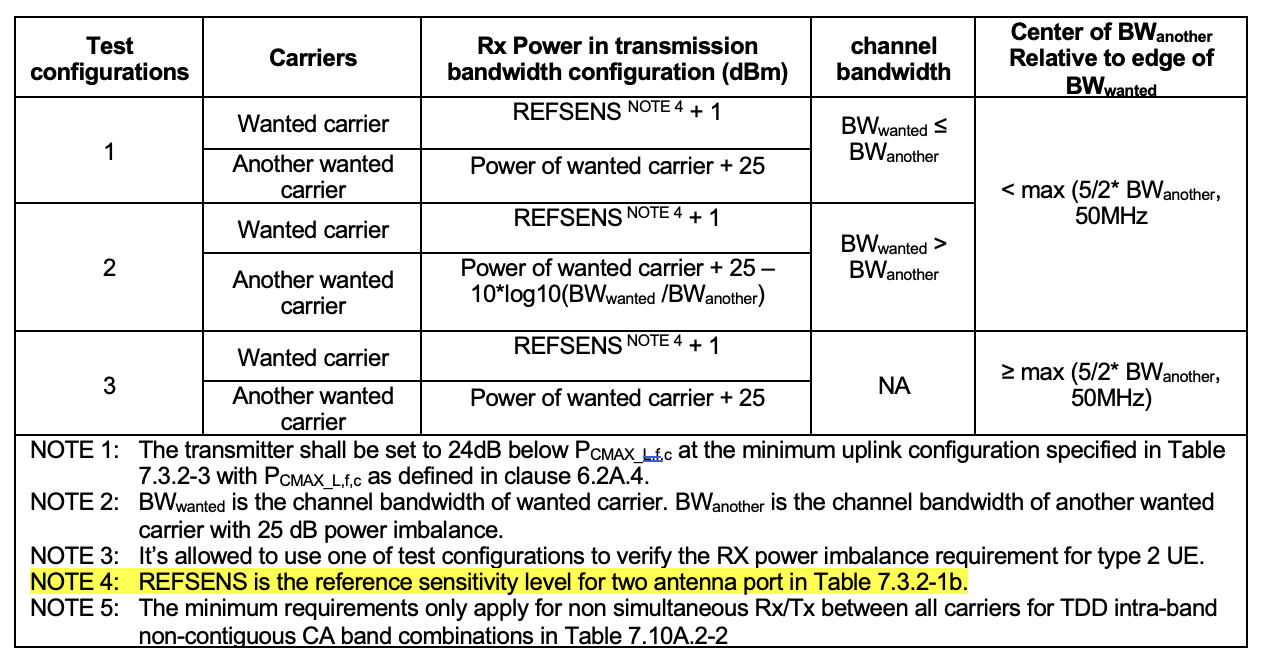 Test
configurations
Carriers
Rx Power in transmission
bandwidth configuration (dBm)
channel
bandwidth
Center of BWanother
Relative to edge of
BWwanted
1
Wanted carrier
REFSENS NOTE 4 + 1
BWwanted ≤
BWanother
< max (5/2* BWanother,
50MHz
Another wanted
carrier
Power of wanted carrier + 25
2
Wanted carrier
REFSENS NOTE 4 + 1
BWwanted >
BWanother
Another wanted
carrier
Power of wanted carrier + 25 –
10*log10(BWwanted /BWanother)
3
Wanted carrier
REFSENS NOTE 4 + 1
NA
≥ max (5/2* BWanother,
50MHz)
Another wanted
carrier
Power of wanted carrier + 25
NOTE 1: The transmitter shall be set to 24dB below PCMAX_L,f,c at the minimum uplink configuration specified in Table
7.3.2-3 with PCMAX_L,f,c as defined in clause 6.2A.4.
NOTE 2: BWwanted is the channel bandwidth of wanted carrier. BWanother is the channel bandwidth of another wanted
carrier with 25 dB power imbalance.
NOTE 3: It’s allowed to use one of test configurations to verify the RX power imbalance requirement for type 2 UE.
NOTE 4: REFSENS is the reference sensitivity level for two antenna port in Table 7.3.2-1b.
NOTE 5: The minimum requirements only apply for non simultaneous Rx/Tx between all carriers for TDD intra-band
non-contiguous CA band combinations in Table 7.10A.2-2